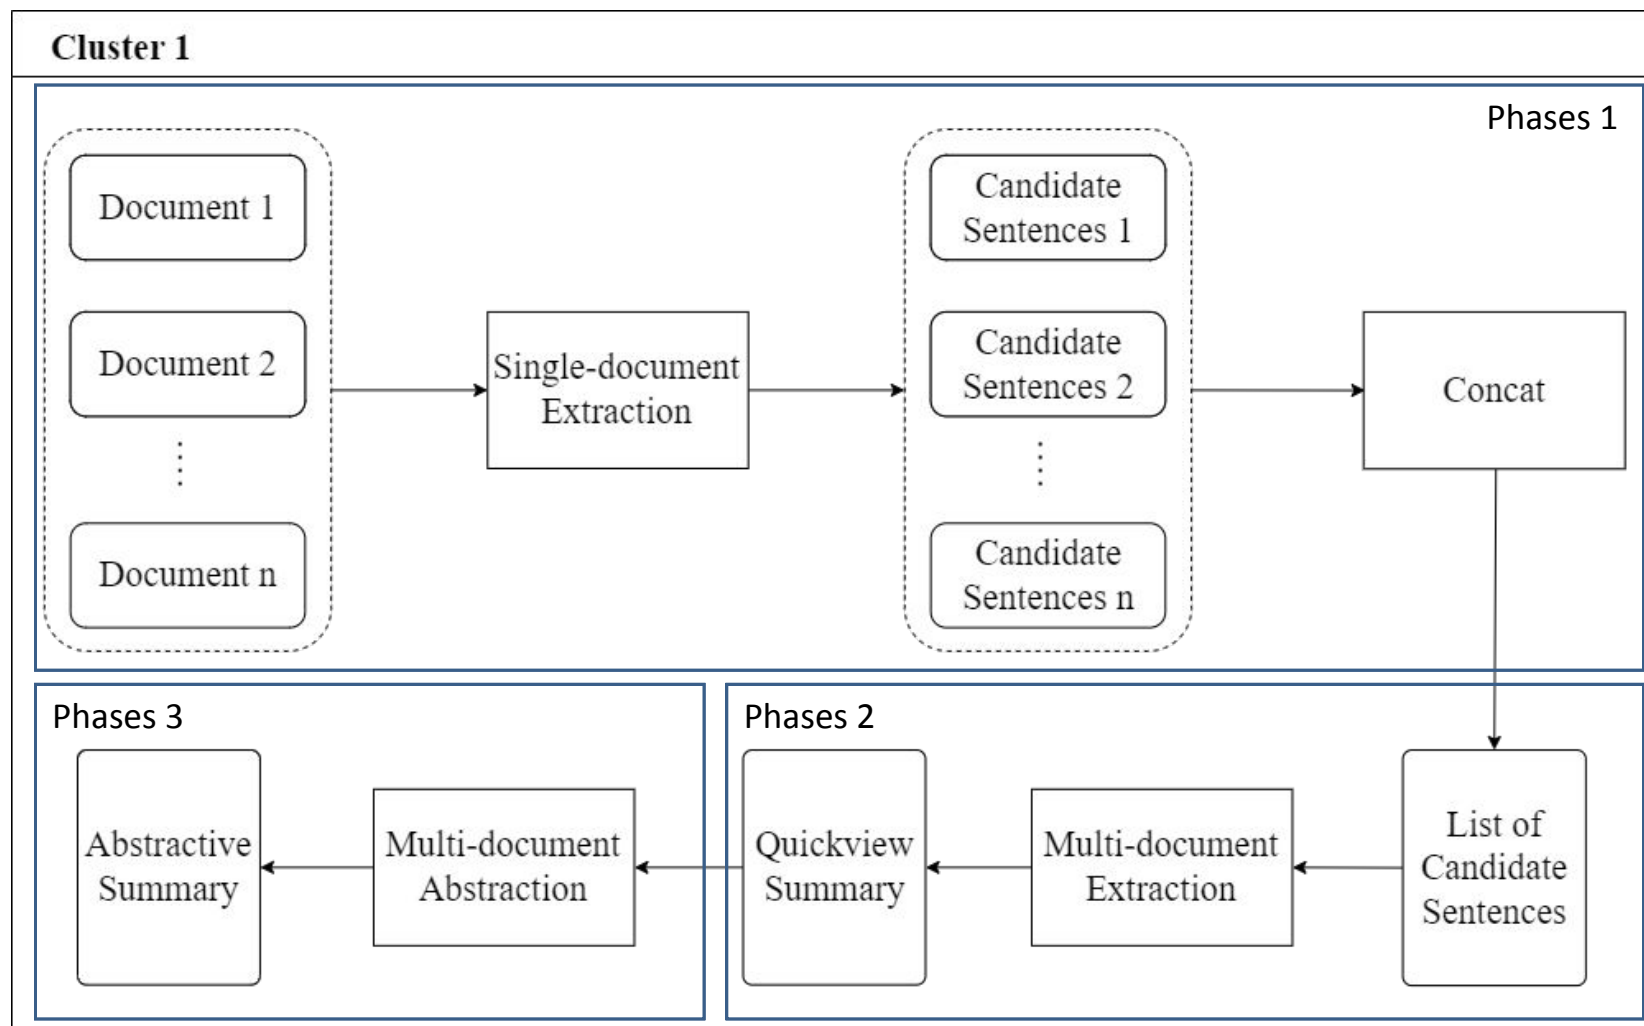 Cluster 1
Phases 1
Document 1
Document 2
Document n
Single-document
Extraction
Candidate
Sentences 1
Candidate
Sentences 2
Candidate
Sentences n
Concat
Phases 2
List of
Candidate
Sentences
Multi-document
Extraction
Quickview
Summary
Phases 3
Multi-document
Abstraction
Abstractive
Summary